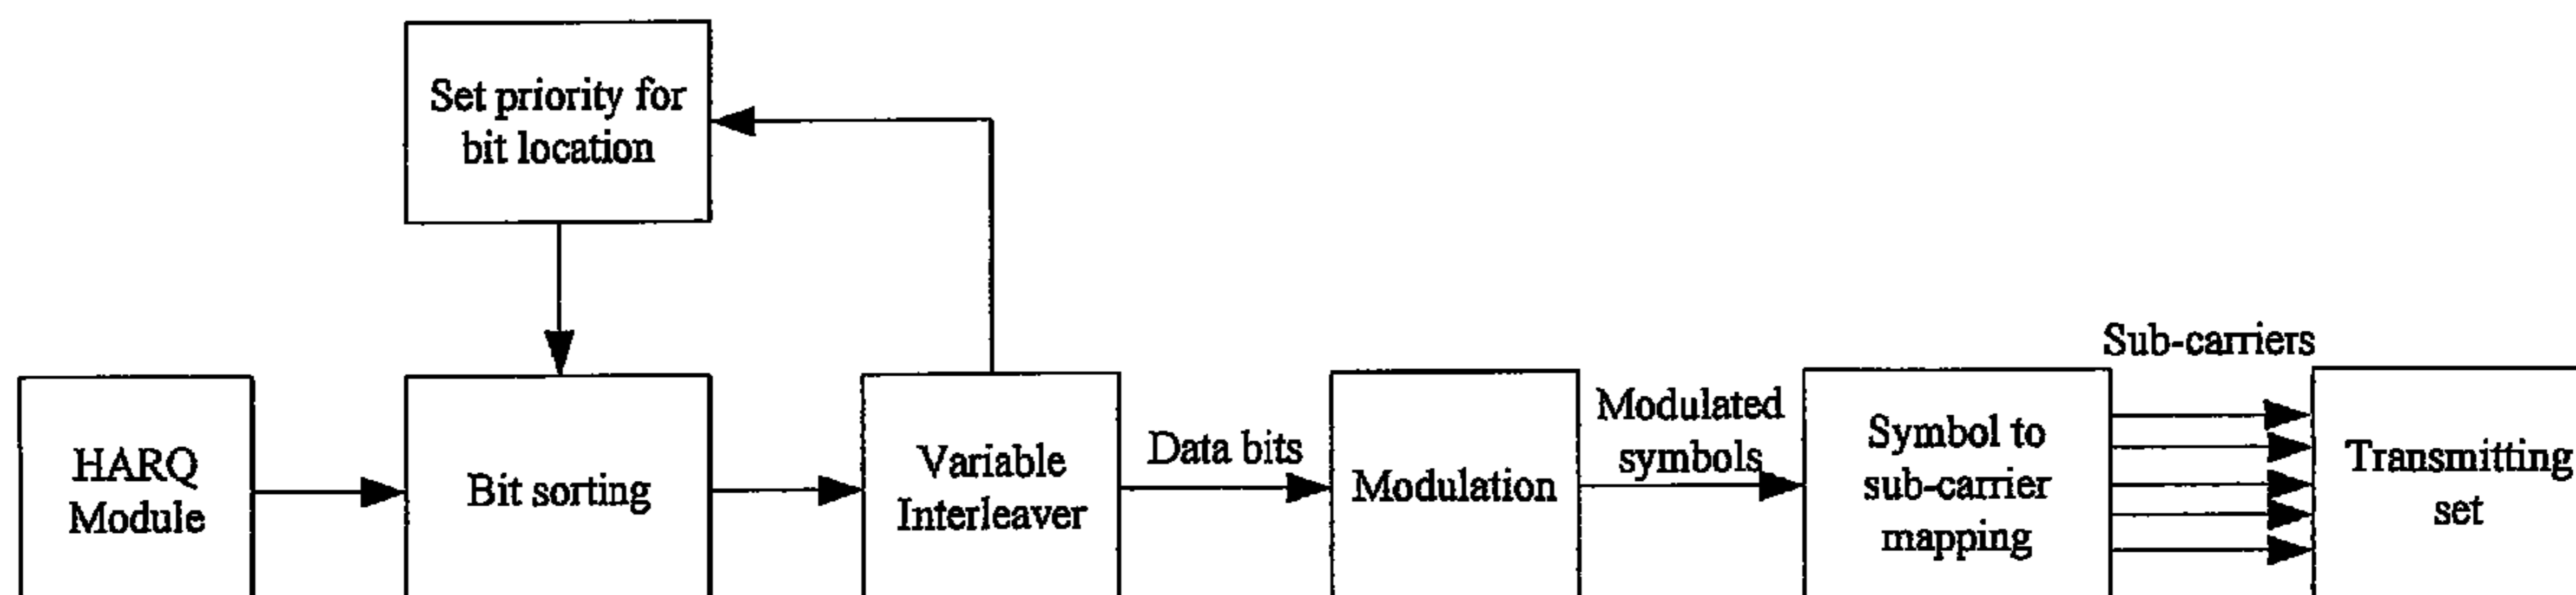 Set priority for
bit location
HARQ
Module
Bit sorting
Variable
Interleaver
Data bits
Modulation
Modulated
symbols
Symbol to
sub-carrier
mapping
Sub-carriers
Transmitting
set